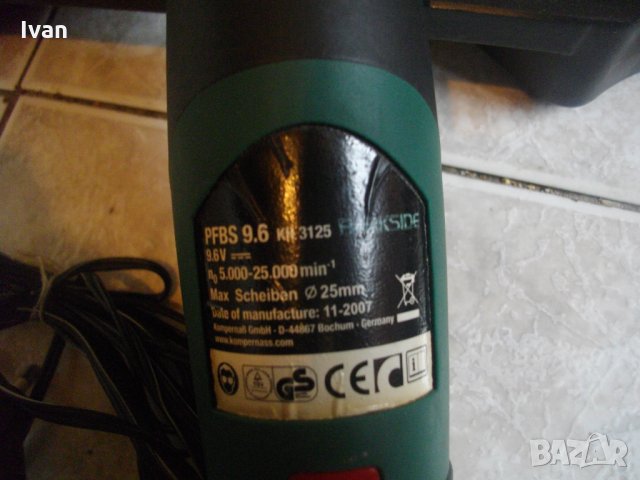 Ivan
PFBS 9.6 KH 3125 PARKSIDE
9.6V
n₀ 5.000-25.000 min⁻¹
Max Scheiben Ø 25mm
Date of manufacture: 11-2007
Kompernaß GmbH - D-44867 Bochum - Germany
www.kompernass.com
GS CE i
BAZAR